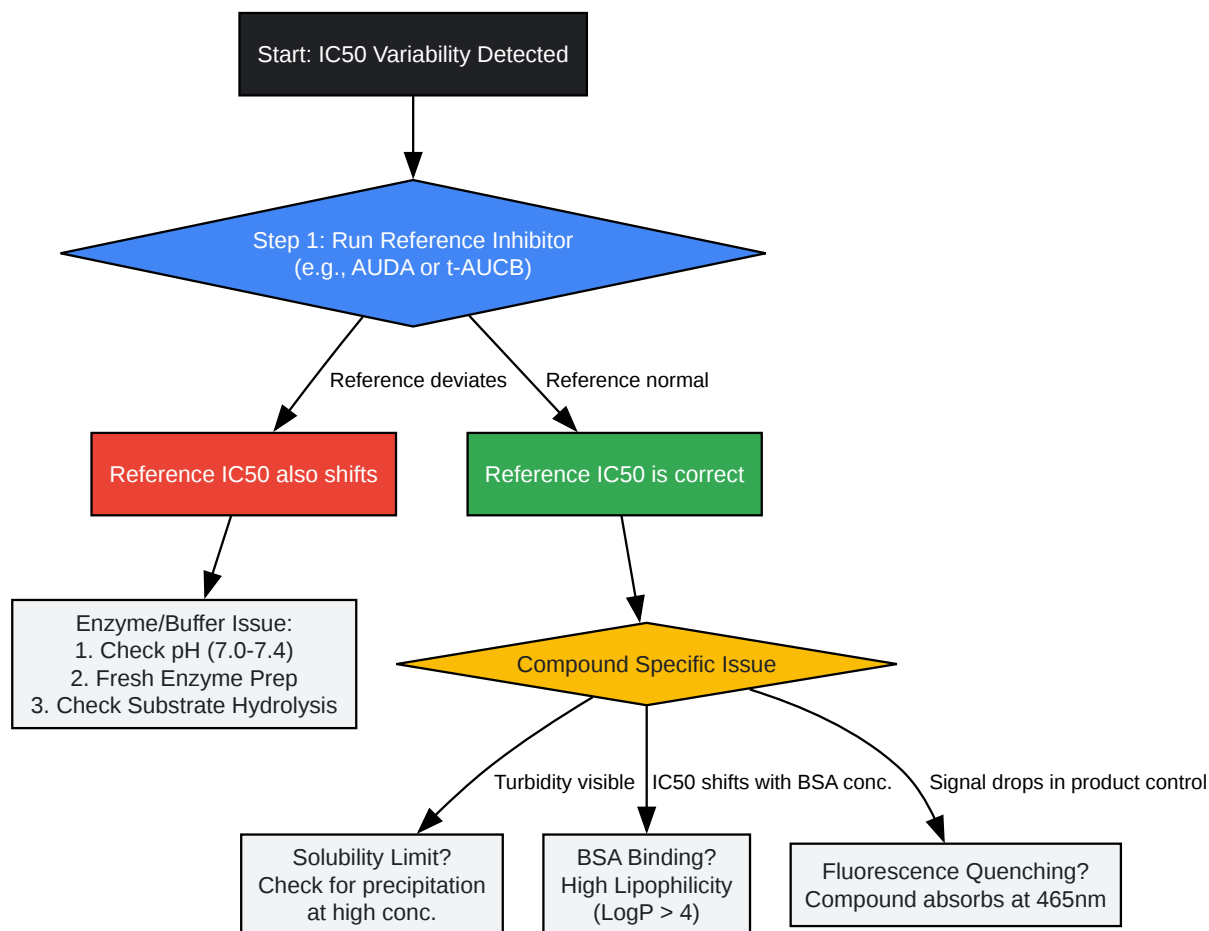 Start: IC50 Variability Detected
Step 1: Run Reference Inhibitor
(e.g., AUDA or t-AUCB)
Reference deviates
Reference normal
Reference IC50 also shifts
Reference IC50 is correct
Enzyme/Buffer Issue:
1. Check pH (7.0-7.4)
2. Fresh Enzyme Prep
3. Check Substrate Hydrolysis
Compound Specific Issue
Turbidity visible
IC50 shifts with BSA conc.
Signal drops in product control
Solubility Limit?
Check for precipitation
at high conc.
BSA Binding?
High Lipophilicity
(LogP > 4)
Fluorescence Quenching?
Compound absorbs at 465nm